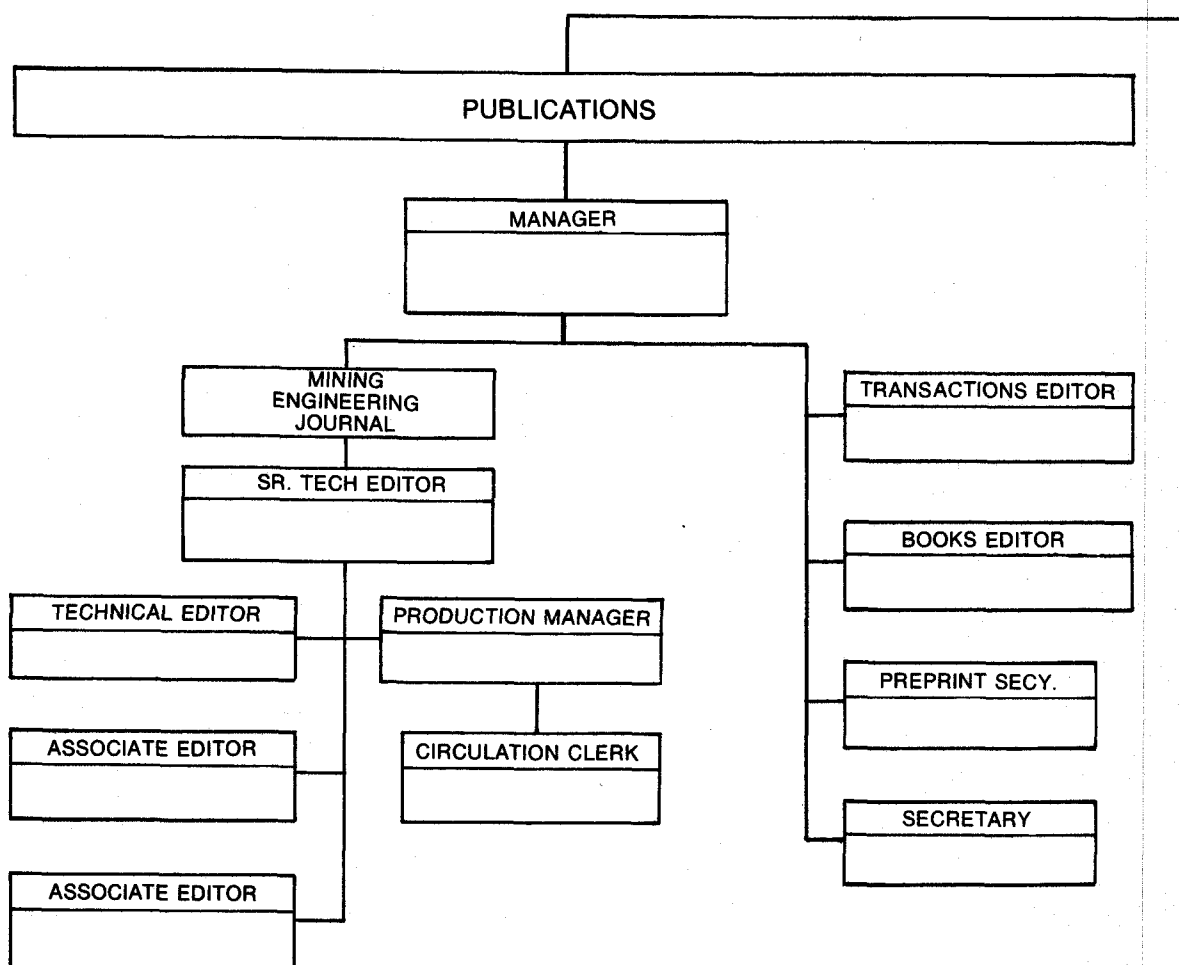 PUBLICATIONS
MANAGER
MINING
ENGINEERING
JOURNAL
SR. TECH EDITOR
TECHNICAL EDITOR
PRODUCTION MANAGER
ASSOCIATE EDITOR
CIRCULATION CLERK
ASSOCIATE EDITOR
TRANSACTIONS EDITOR
BOOKS EDITOR
PREPRINT SECY.
SECRETARY